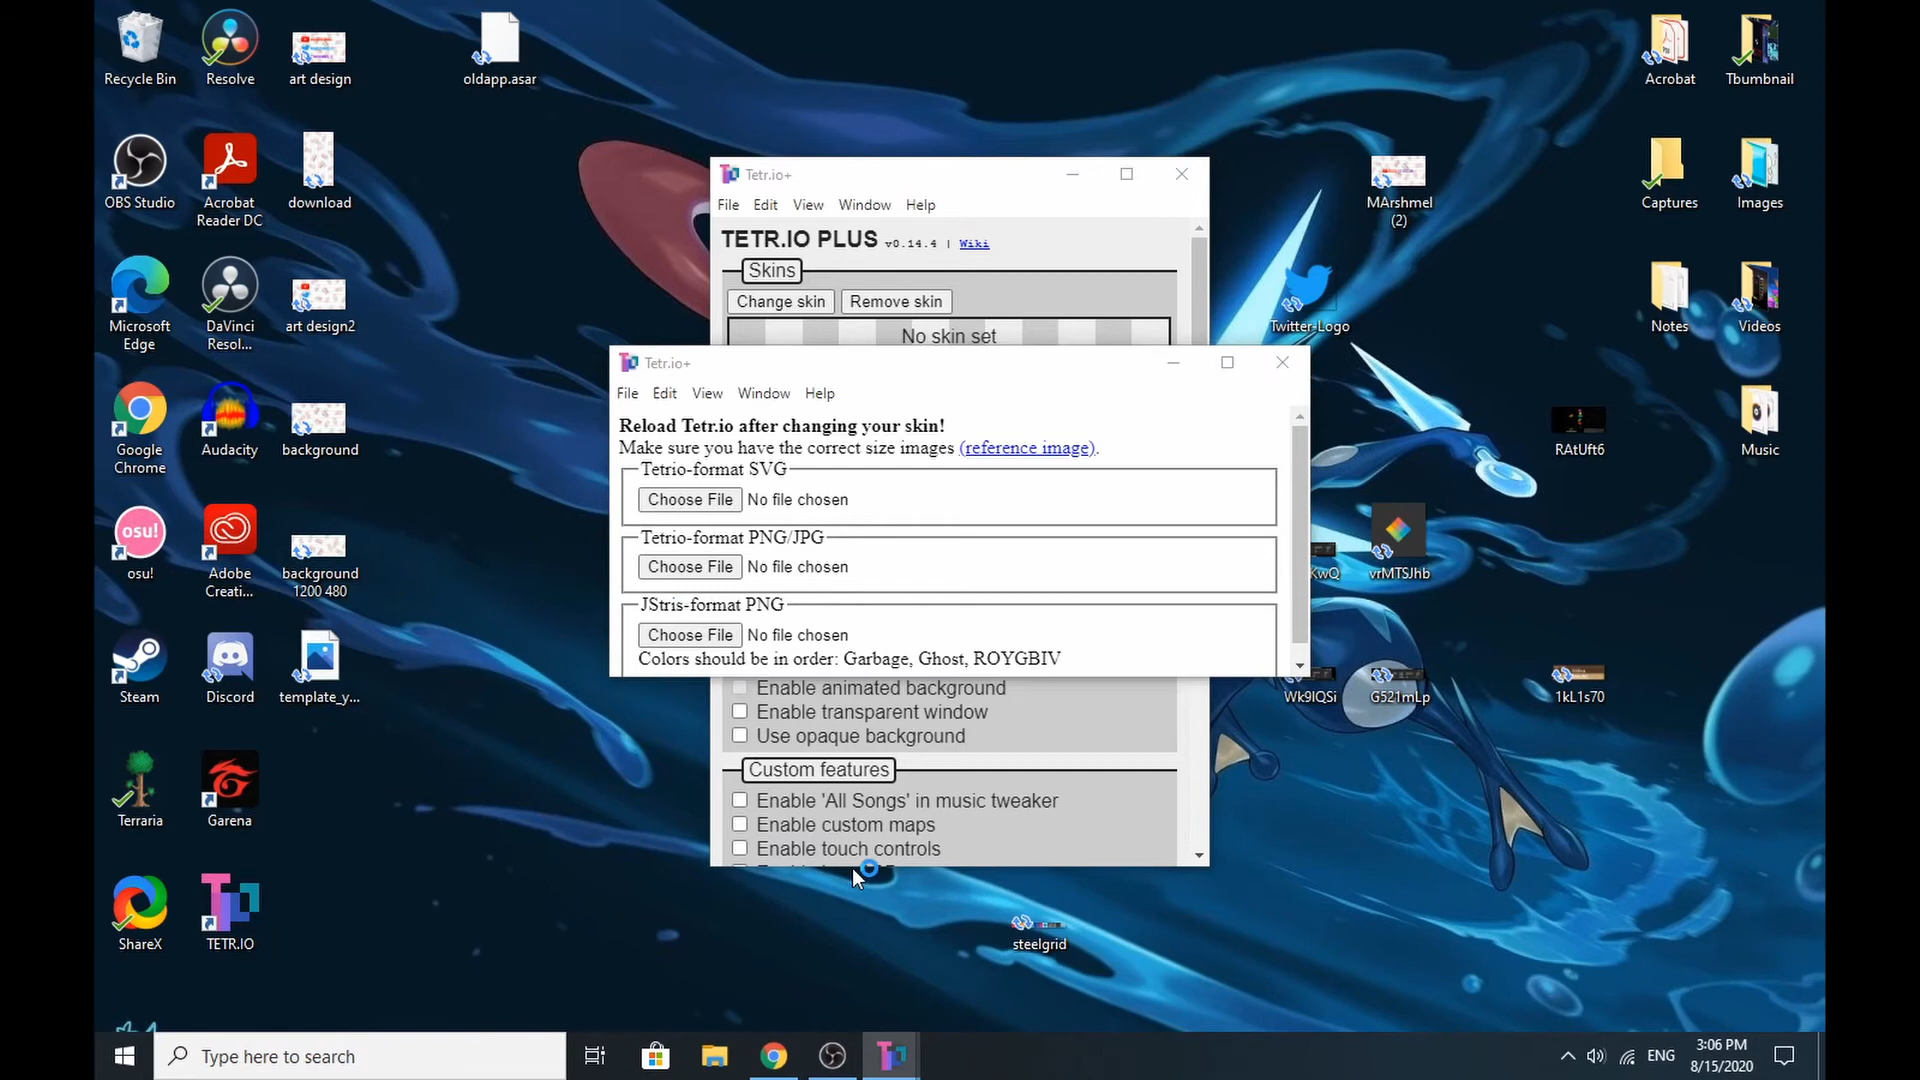 Recycle Bin
Resolve
art design
oldapp.asar
Acrobat
Tbumbnail
OBS Studio
Acrobat
Reader DC
download
MArshmel
(2)
Captures
Images
Microsoft
Edge
DaVinci
Resol...
art design2
Twitter-Logo
Notes
Videos
Google
Chrome
Audacity
background
RAtUft6
Music
osu!
osu!
Adobe
Creati...
background
1200 480
KwQ
vrMTSJhb
Steam
Discord
template_y...
Wk9IQSi
G521mLp
1kL1s70
Terraria
Garena
ShareX
TETR.IO
steelgrid
Tetr.io+
File Edit View Window Help
TETR.IO PLUS v0.14.4 | Wiki
Skins
Change skin Remove skin
No skin set
Tetr.io+
File Edit View Window Help
Reload Tetr.io after changing your skin!
Make sure you have the correct size images (reference image).
Tetrio-format SVG
Choose File No file chosen
Tetrio-format PNG/JPG
Choose File No file chosen
JStris-format PNG
Choose File No file chosen
Colors should be in order: Garbage, Ghost, ROYGBIV
Enable animated background
Enable transparent window
Use opaque background
Custom features
Enable 'All Songs' in music tweaker
Enable custom maps
Enable touch controls
Type here to search
ENG
3:06 PM
8/15/2020